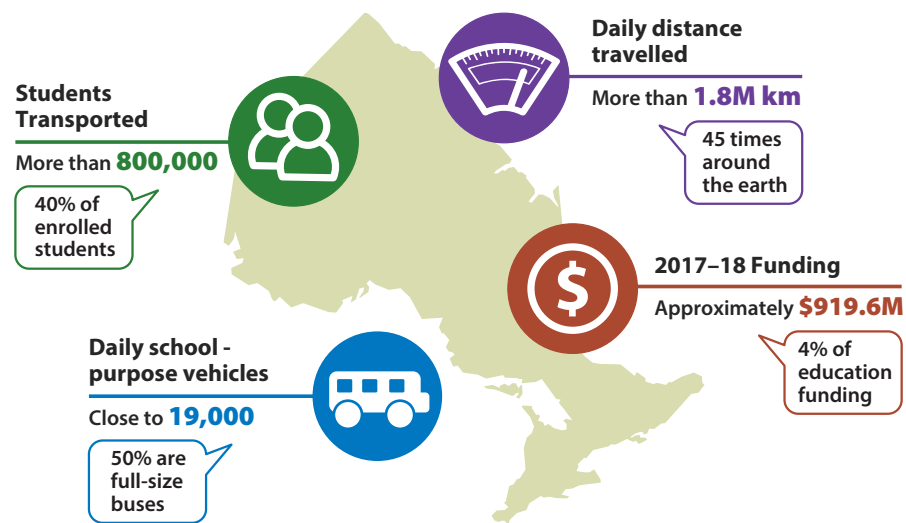 Students
Transported
More than 800,000
40% of
enrolled
students
Daily distance
travelled
More than 1.8M km
45 times
around
the earth
$
2017–18 Funding
Approximately $919.6M
4% of
education
funding
Daily school -
purpose vehicles
Close to 19,000
50% are
full-size
buses